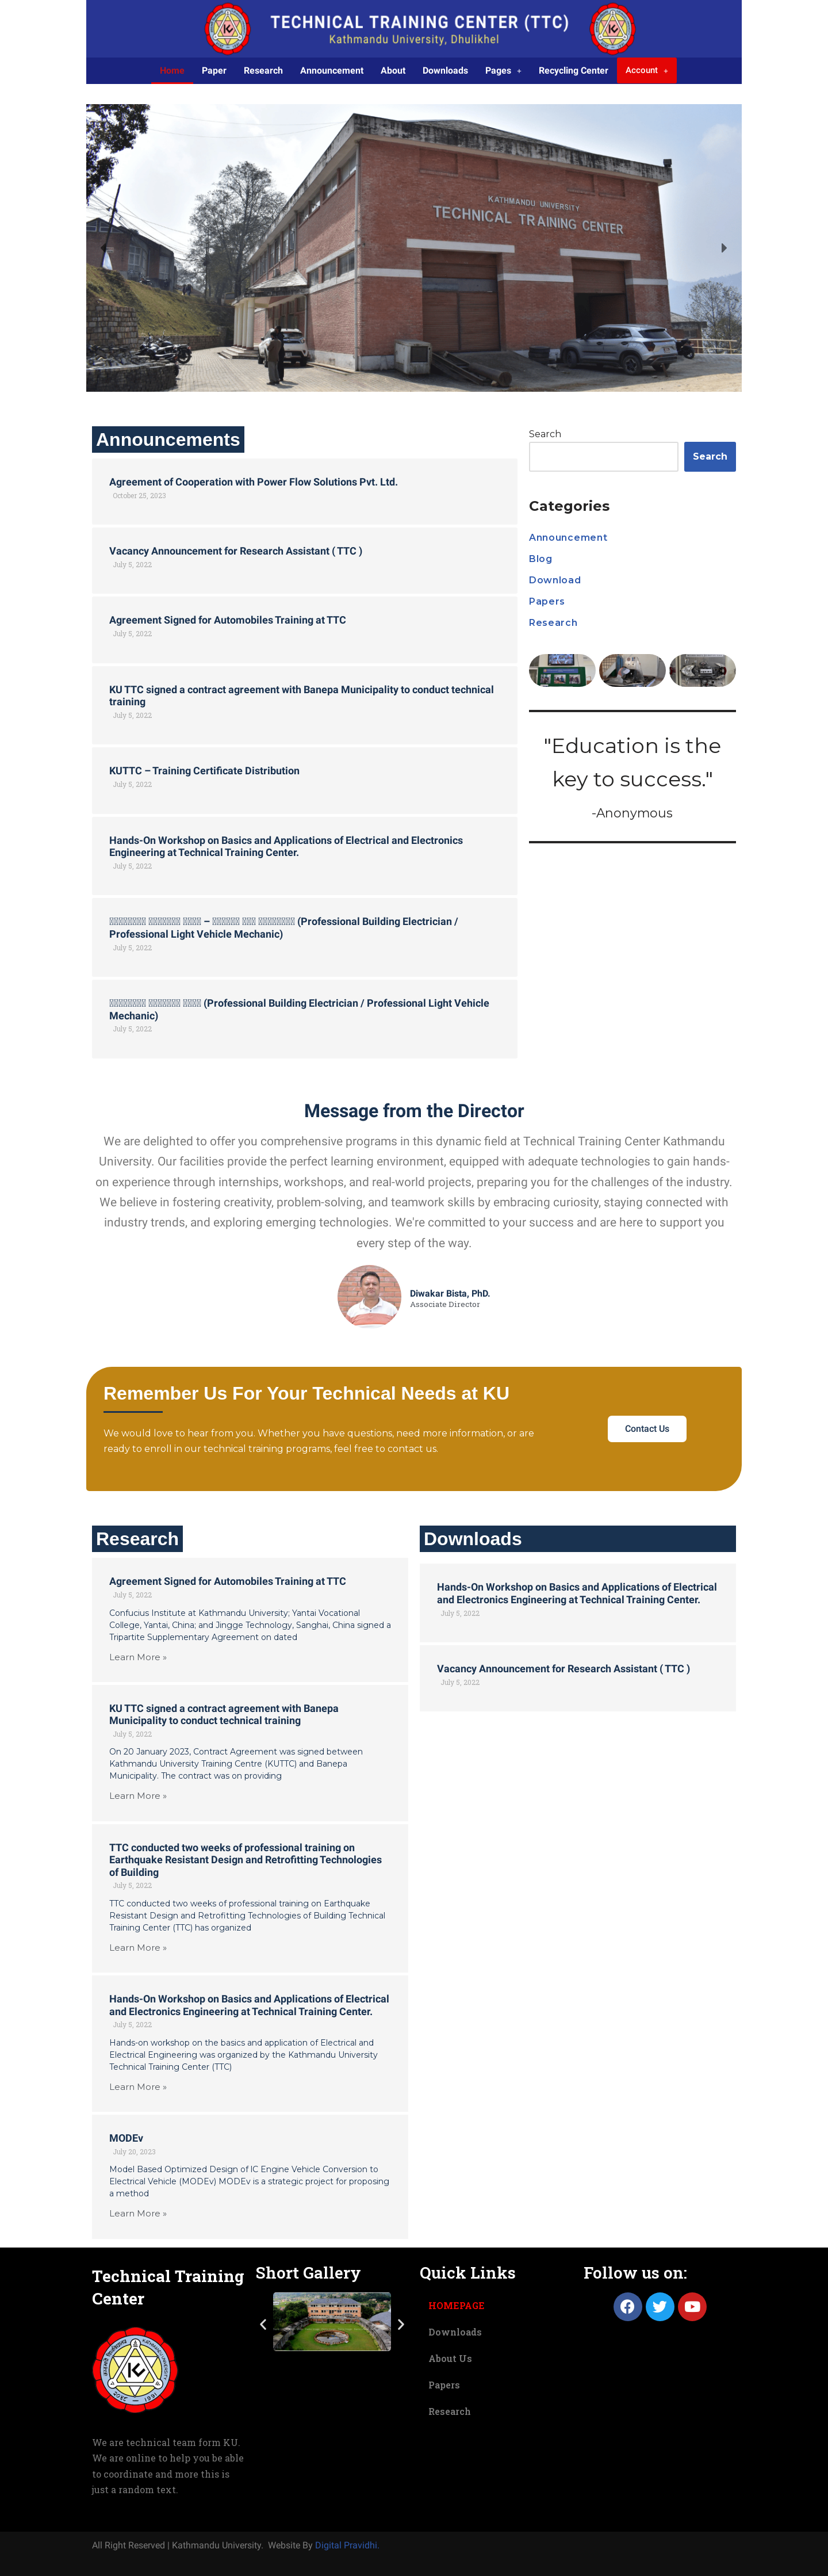 TECHNICAL TRAINING CENTER (TTC)
Kathmandu University, Dhulikhel
Home Paper Research Announcement About Downloads Pages + Recycling Center Account +
KATHMANDU UNIVERSITY
TECHNICAL TRAINING CENTER
Announcements
Agreement of Cooperation with Power Flow Solutions Pvt. Ltd.
October 25, 2023
Vacancy Announcement for Research Assistant ( TTC )
July 5, 2022
Agreement Signed for Automobiles Training at TTC
July 5, 2022
KU TTC signed a contract agreement with Banepa Municipality to conduct technical
training
July 5, 2022
KUTTC – Training Certificate Distribution
July 5, 2022
Hands-On Workshop on Basics and Applications of Electrical and Electronics
Engineering at Technical Training Center.
July 5, 2022
– (Professional Building Electrician /
Professional Light Vehicle Mechanic)
July 5, 2022
(Professional Building Electrician / Professional Light Vehicle
Mechanic)
July 5, 2022
Search
Search
Categories
Announcement
Blog
Download
Papers
Research
"Education is the
key to success."
-Anonymous
Message from the Director
We are delighted to offer you comprehensive programs in this dynamic field at Technical Training Center Kathmandu
University. Our facilities provide the perfect learning environment, equipped with adequate technologies to gain hands-
on experience through internships, workshops, and real-world projects, preparing you for the challenges of the industry.
We believe in fostering creativity, problem-solving, and teamwork skills by embracing curiosity, staying connected with
industry trends, and exploring emerging technologies. We're committed to your success and are here to support you
every step of the way.
Diwakar Bista, PhD.
Associate Director
Remember Us For Your Technical Needs at KU
We would love to hear from you. Whether you have questions, need more information, or are
ready to enroll in our technical training programs, feel free to contact us.
Contact Us
Research
Agreement Signed for Automobiles Training at TTC
July 5, 2022
Confucius Institute at Kathmandu University; Yantai Vocational
College, Yantai, China; and Jingge Technology, Sanghai, China signed a
Tripartite Supplementary Agreement on dated
Learn More »
KU TTC signed a contract agreement with Banepa
Municipality to conduct technical training
July 5, 2022
On 20 January 2023, Contract Agreement was signed between
Kathmandu University Training Centre (KUTTC) and Banepa
Municipality. The contract was on providing
Learn More »
TTC conducted two weeks of professional training on
Earthquake Resistant Design and Retrofitting Technologies
of Building
July 5, 2022
TTC conducted two weeks of professional training on Earthquake
Resistant Design and Retrofitting Technologies of Building Technical
Training Center (TTC) has organized
Learn More »
Hands-On Workshop on Basics and Applications of Electrical
and Electronics Engineering at Technical Training Center.
July 5, 2022
Hands-on workshop on the basics and application of Electrical and
Electrical Engineering was organized by the Kathmandu University
Technical Training Center (TTC)
Learn More »
MODEv
July 20, 2023
Model Based Optimized Design of IC Engine Vehicle Conversion to
Electrical Vehicle (MODEv) MODEv is a strategic project for proposing
a method
Learn More »
Downloads
Hands-On Workshop on Basics and Applications of Electrical
and Electronics Engineering at Technical Training Center.
July 5, 2022
Vacancy Announcement for Research Assistant ( TTC )
July 5, 2022
Technical Training
Center
We are technical team form KU.
We are online to help you be able
to coordinate and more this is
just a random text.
Short Gallery
Quick Links
HOMEPAGE
Downloads
About Us
Papers
Research
Follow us on:
All Right Reserved | Kathmandu University. Website By Digital Pravidhi.